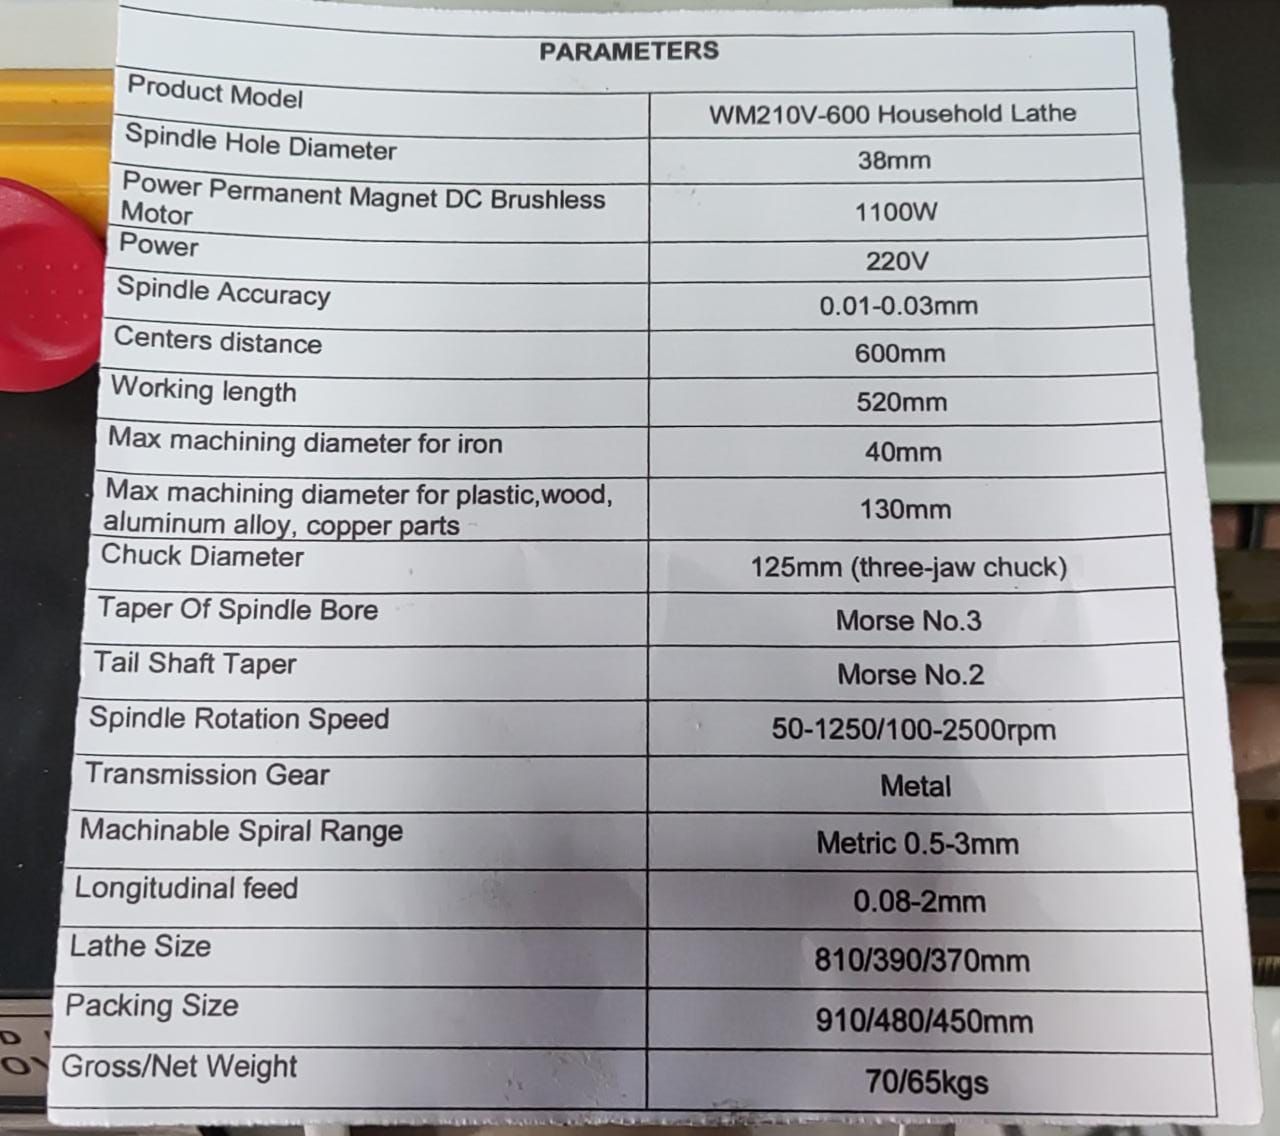 PARAMETERS
Product Model
WM210V-600 Household Lathe
Spindle Hole Diameter
38mm
Power Permanent Magnet DC Brushless
Motor
1100W
Power
220V
Spindle Accuracy
0.01-0.03mm
Centers distance
600mm
Working length
520mm
Max machining diameter for iron
40mm
Max machining diameter for plastic,wood,
aluminum alloy, copper parts
130mm
Chuck Diameter
125mm (three-jaw chuck)
Taper Of Spindle Bore
Morse No.3
Tail Shaft Taper
Morse No.2
Spindle Rotation Speed
50-1250/100-2500rpm
Transmission Gear
Metal
Machinable Spiral Range
Metric 0.5-3mm
Longitudinal feed
0.08-2mm
Lathe Size
810/390/370mm
Packing Size
910/480/450mm
Gross/Net Weight
70/65kgs